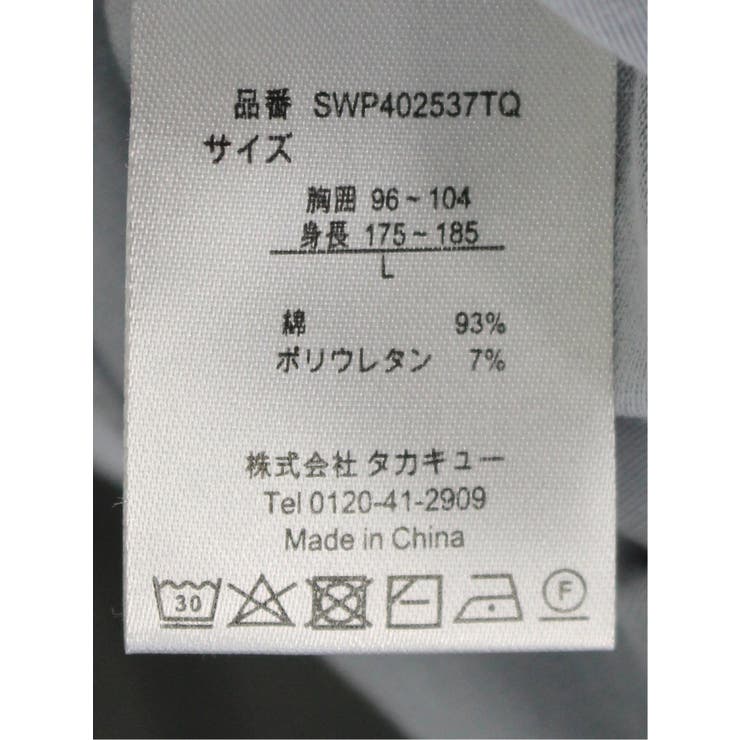 品番 SWP402537TQ
サイズ
胸囲 96~104
身長 175~185
L
綿 93%
ポリウレタン 7%
株式会社 タカキュー
Tel 0120-41-2909
Made in China
30 F